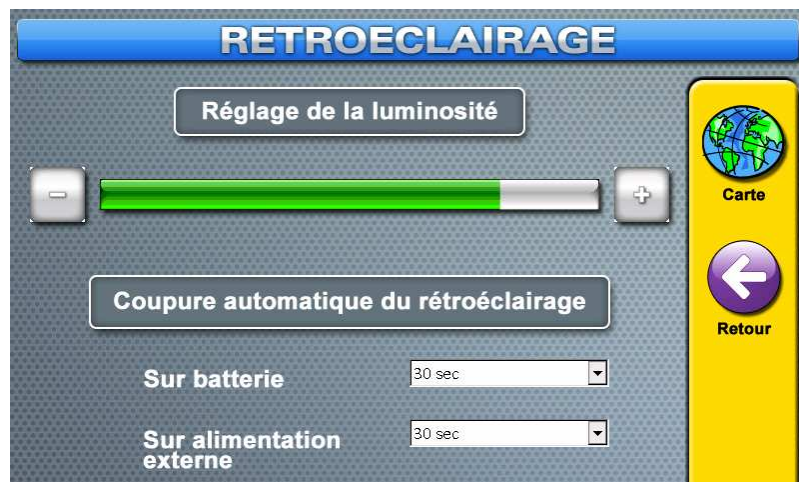 RETROECLAIRAGE
Réglage de la luminosité
-
+
Carte
Coupure automatique du rétroéclairage
Retour
Sur batterie
30 sec
Sur alimentation
externe
30 sec